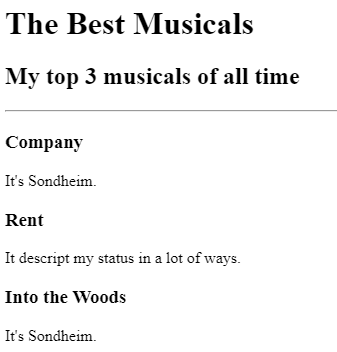 The Best Musicals
My top 3 musicals of all time
Company
It's Sondheim.
Rent
It descript my status in a lot of ways.
Into the Woods
It's Sondheim.